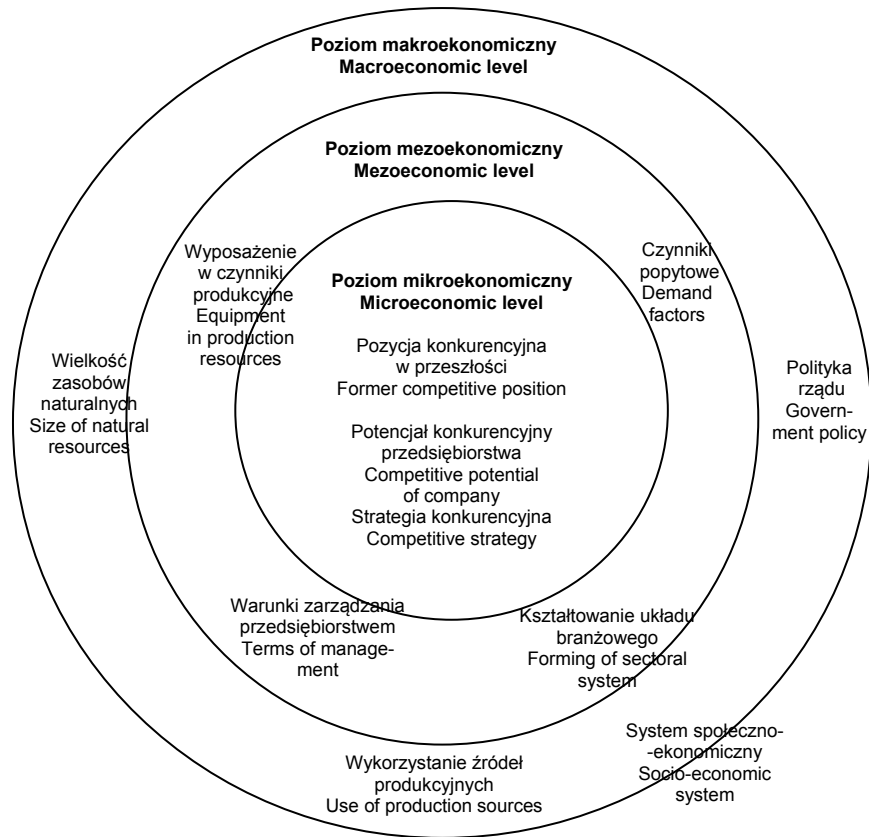 Poziom makroekonomiczny
Macroeconomic level
Poziom mezoekonomiczny
Mezoeconomic level
Wyposażenie
w czynniki
produkcyjne
Equipment
in production
resources
Czynniki
popytowe
Demand
factors
Poziom mikroekonomiczny
Microeconomic level
Pozycja konkurencyjna
w przeszłości
Former competitive position
Potencjał konkurencyjny
przedsiębiorstwa
Competitive potential
of company
Strategia konkurencyjna
Competitive strategy
Wielkość
zasobów
naturalnych
Size of natural
resources
Polityka
rządu
Govern-
ment policy
Warunki zarządzania
przedsiębiorstwem
Terms of manage-
ment
Kształtowanie układu
branżowego
Forming of sectoral
system
Wykorzystanie źródeł
produkcyjnych
Use of production sources
System społeczno-
-ekonomiczny
Socio-economic
system